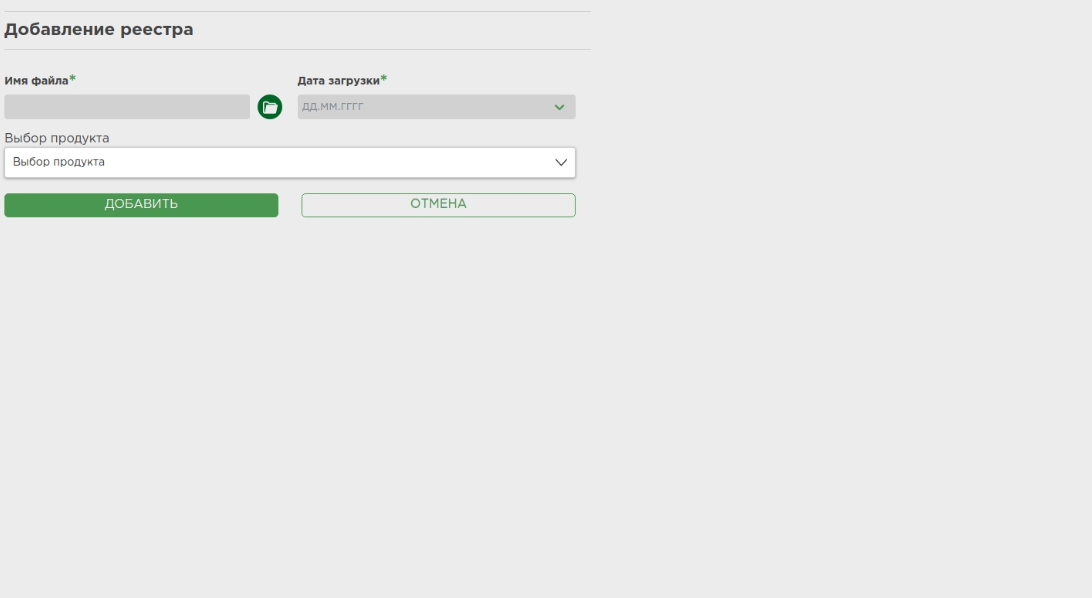 Добавление реестра
Имя файла* Дата загрузки*
ДД.ММ.ГГГГ
Выбор продукта
Выбор продукта
ДОБАВИТЬ ОТМЕНА